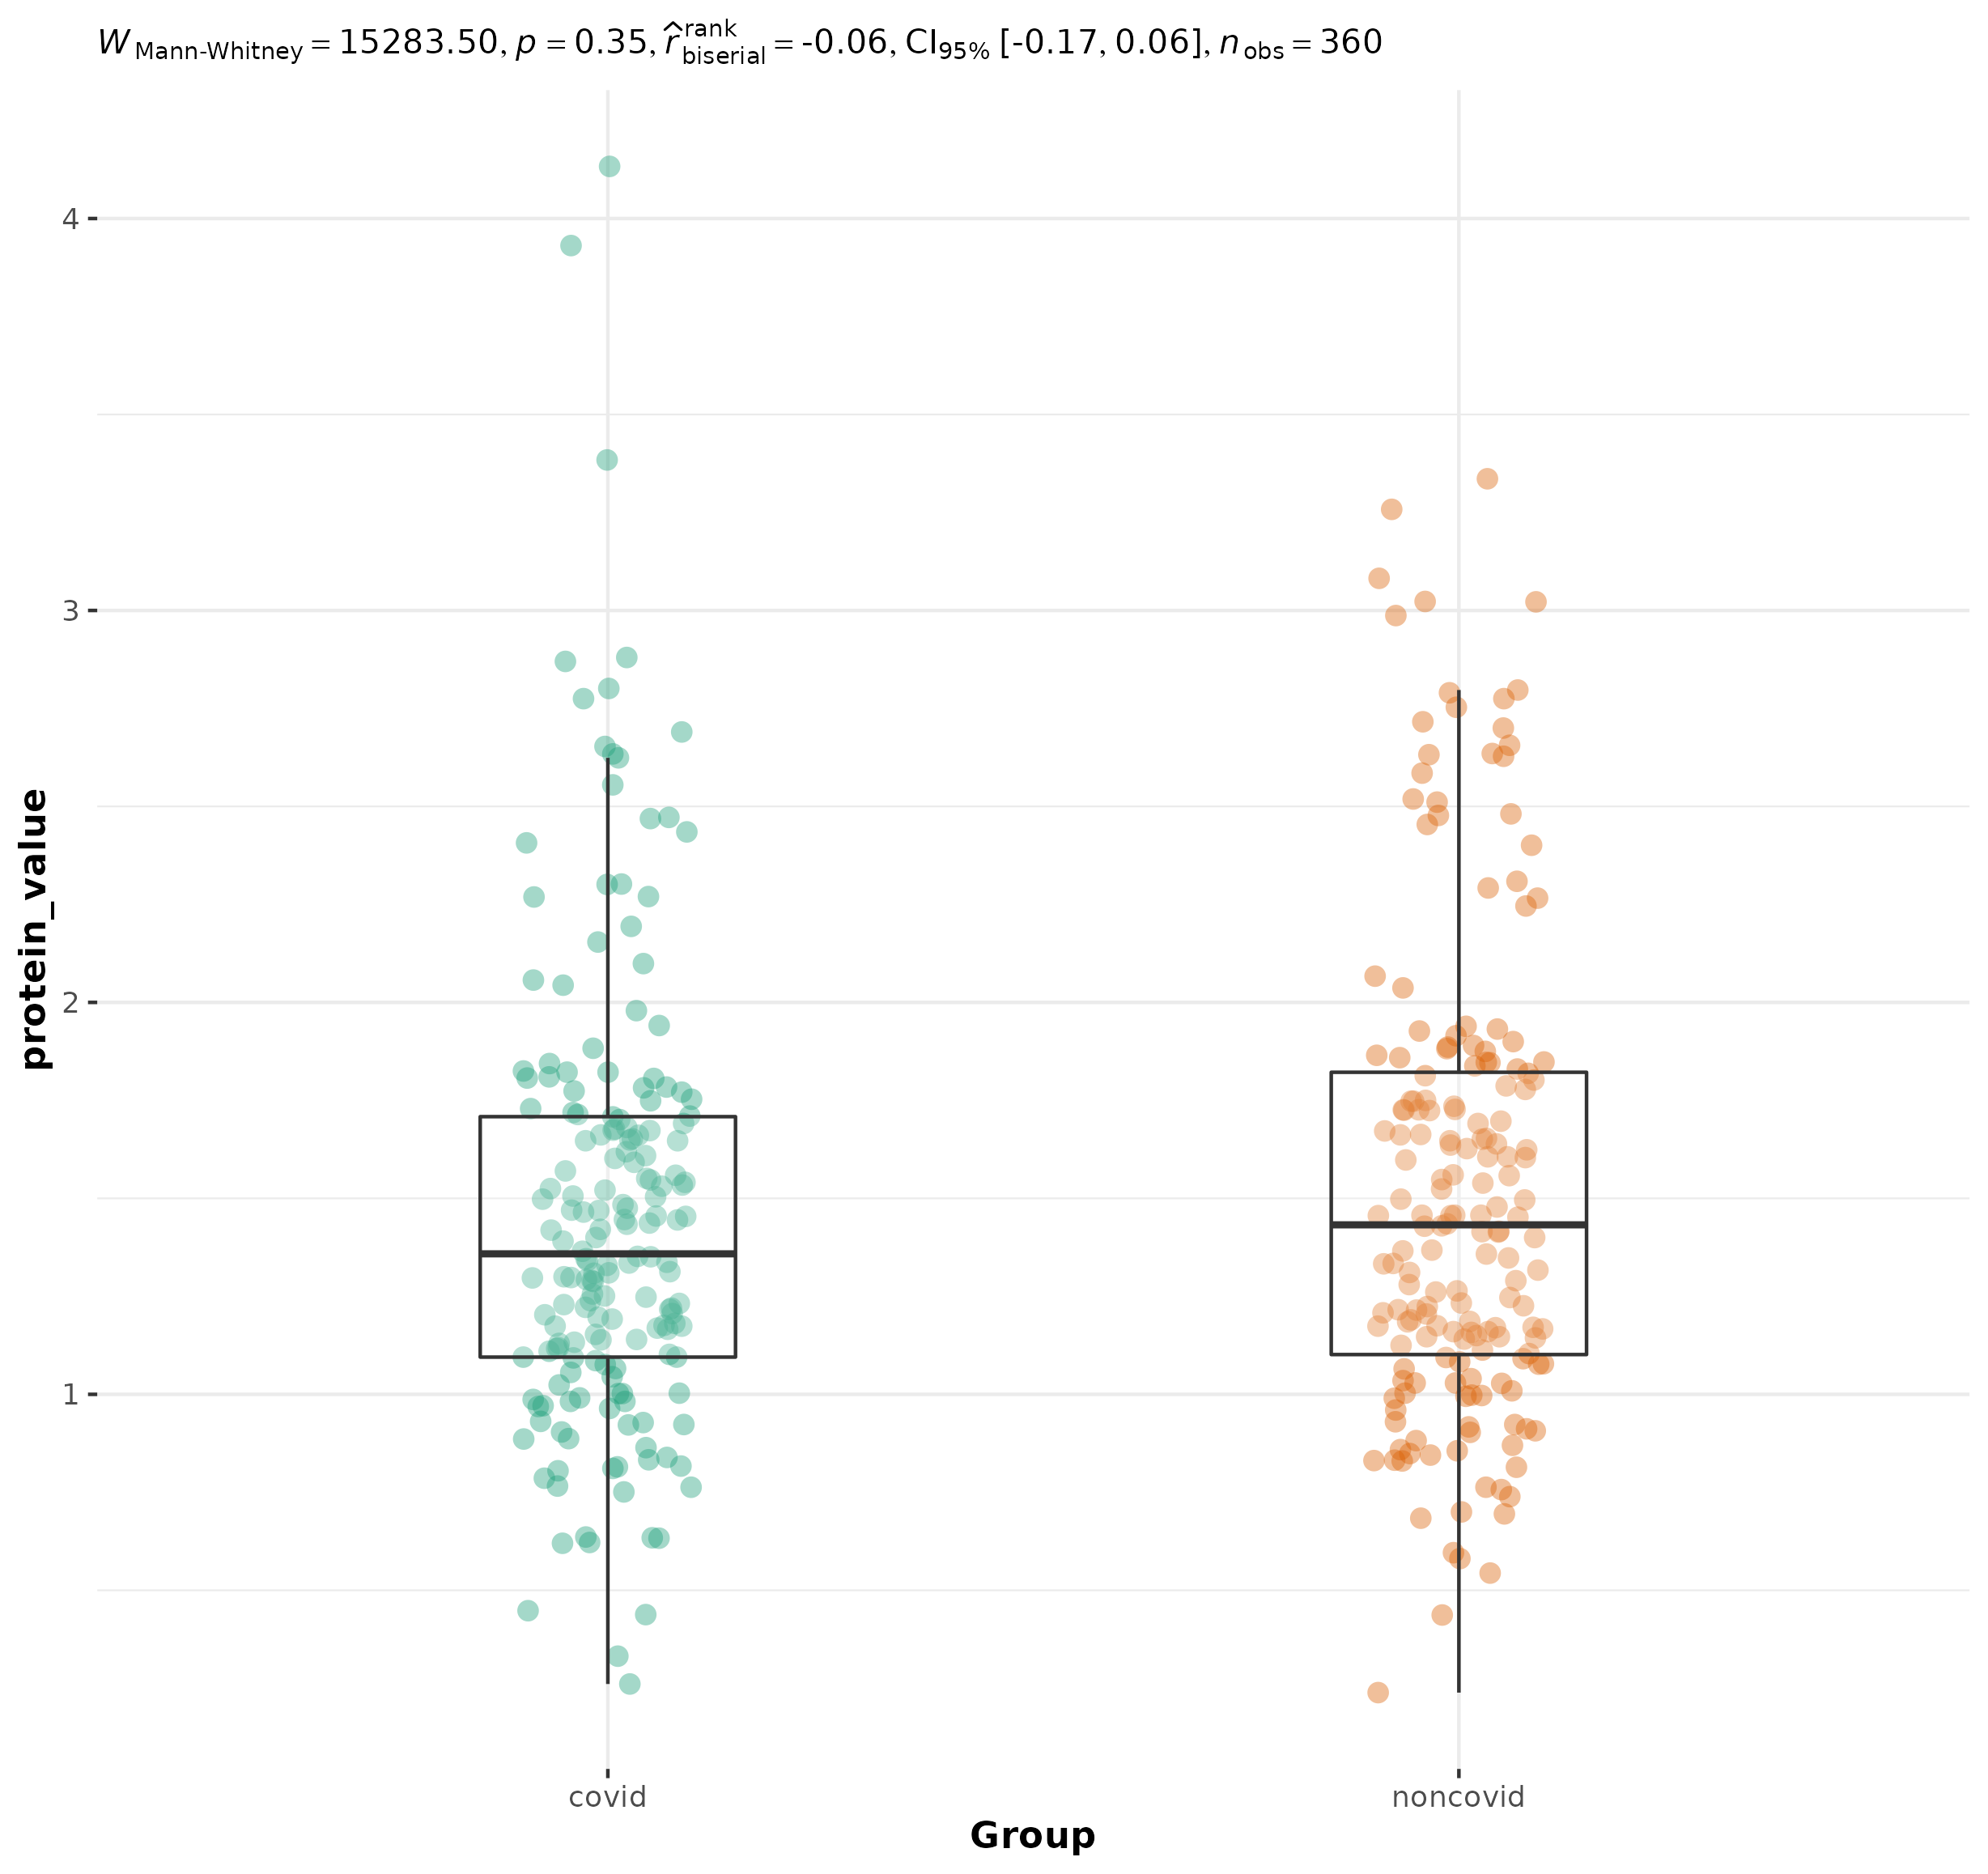 W Mann-Whitney = 15283.50, p = 0.35, r̂ rank biserial = -0.06, CI95% [-0.17, 0.06], n obs = 360
4
3
2
1
protein_value
covid noncovid
Group